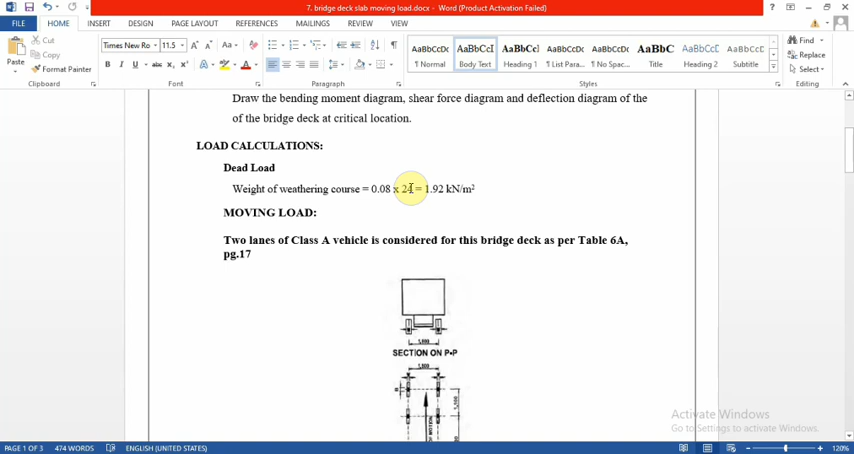 7. bridge deck slab moving load.docx - Word (Product Activation Failed)
FILE HOME INSERT DESIGN PAGE LAYOUT REFERENCES MAILINGS REVIEW VIEW
Cut
Copy
Format Painter
Paste
Times New Ro 11.5
AaBbCcDc AaBbCcI AaBbCc AaBbCcDc AaBbCcDc AaBbC AaBbCcC AaBbCcC
¶ Normal Body Text Heading 1 ¶ List Para... ¶ No Spac... Title Heading 2 Subtitle
Find
Replace
Select
Clipboard Font Paragraph Styles Editing
Draw the bending moment diagram, shear force diagram and deflection diagram of the
of the bridge deck at critical location.
LOAD CALCULATIONS:
Dead Load
Weight of weathering course = 0.08 x 24 = 1.92 kN/m²
MOVING LOAD:
Two lanes of Class A vehicle is considered for this bridge deck as per Table 6A,
pg.17
1,800
SECTION ON P-P
1,800
Activate Windows
Go to Settings to activate Windows.
PAGE 1 OF 3 474 WORDS ENGLISH (UNITED STATES) 120%